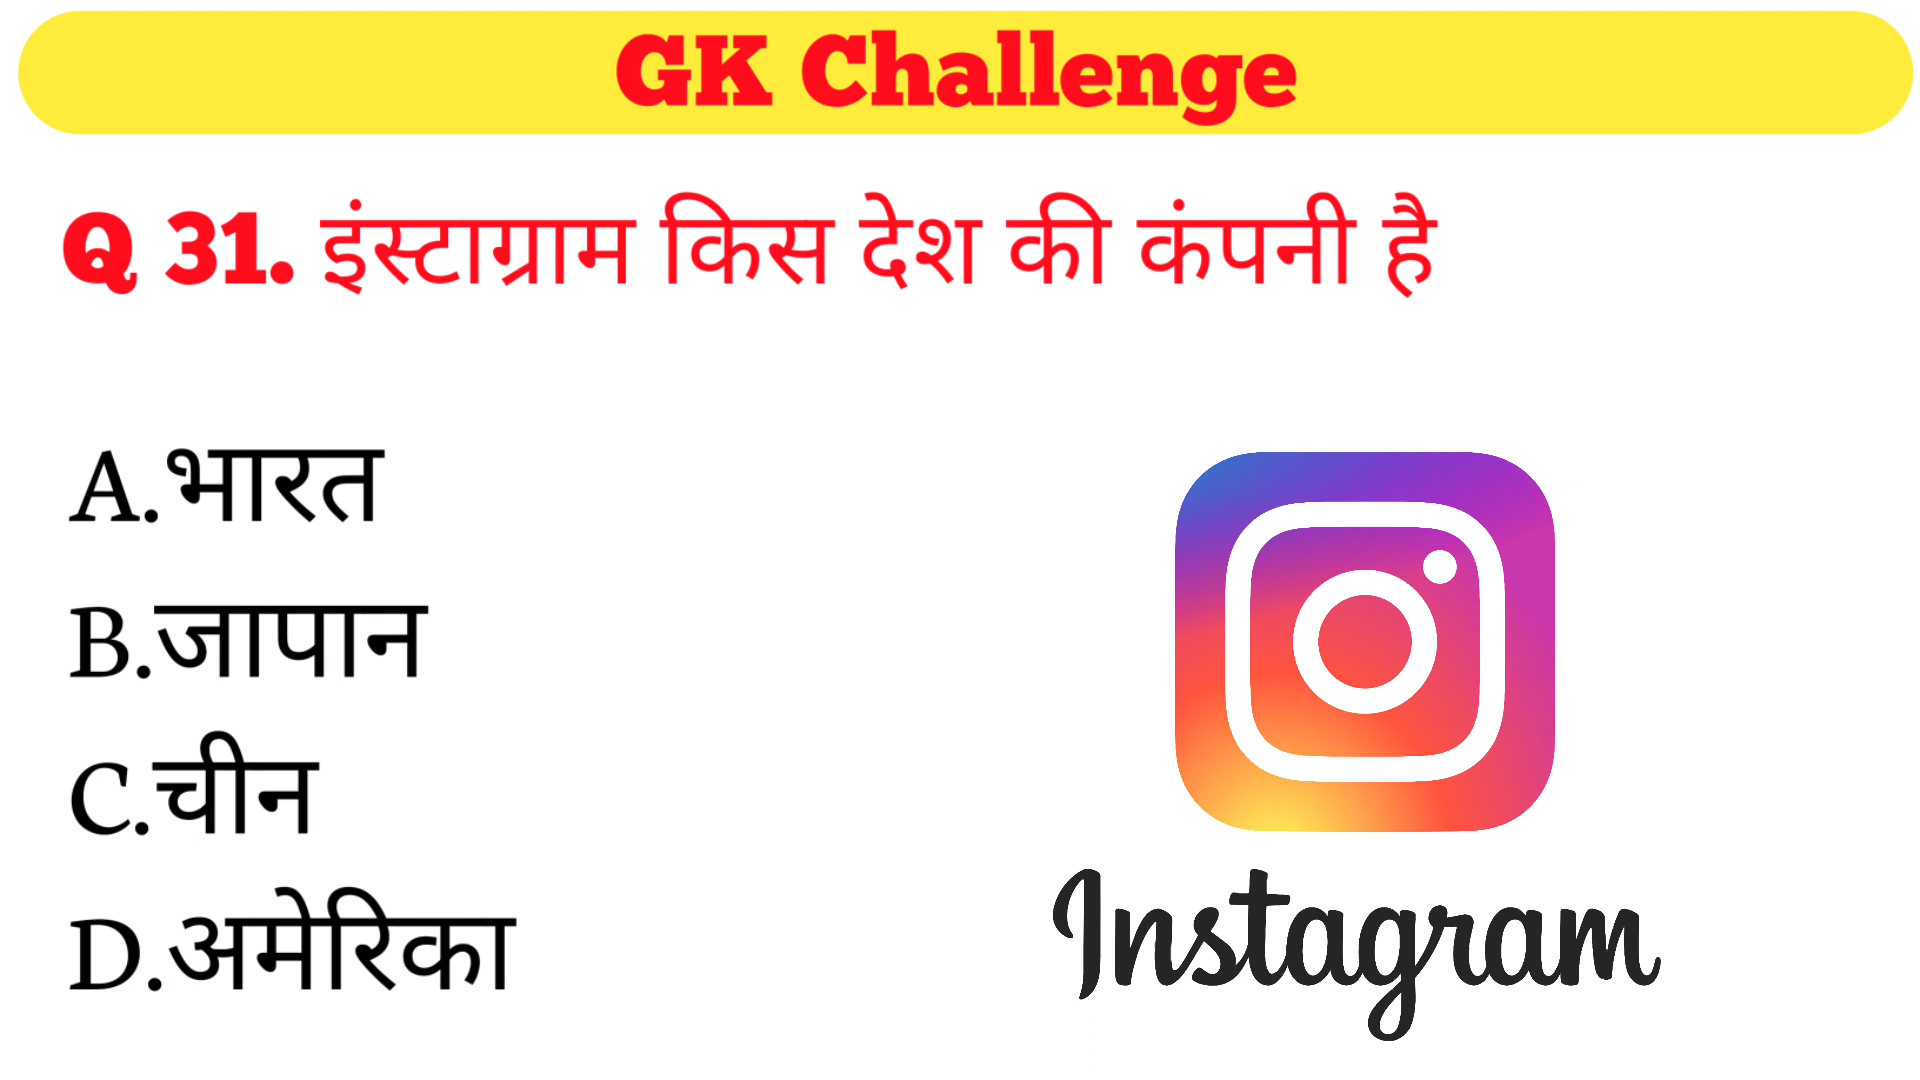 GK Challenge
Q 31. इंस्टाग्राम किस देश की कंपनी है
A.भारत
B.जापान
C.चीन
D.अमेरिका
Instagram